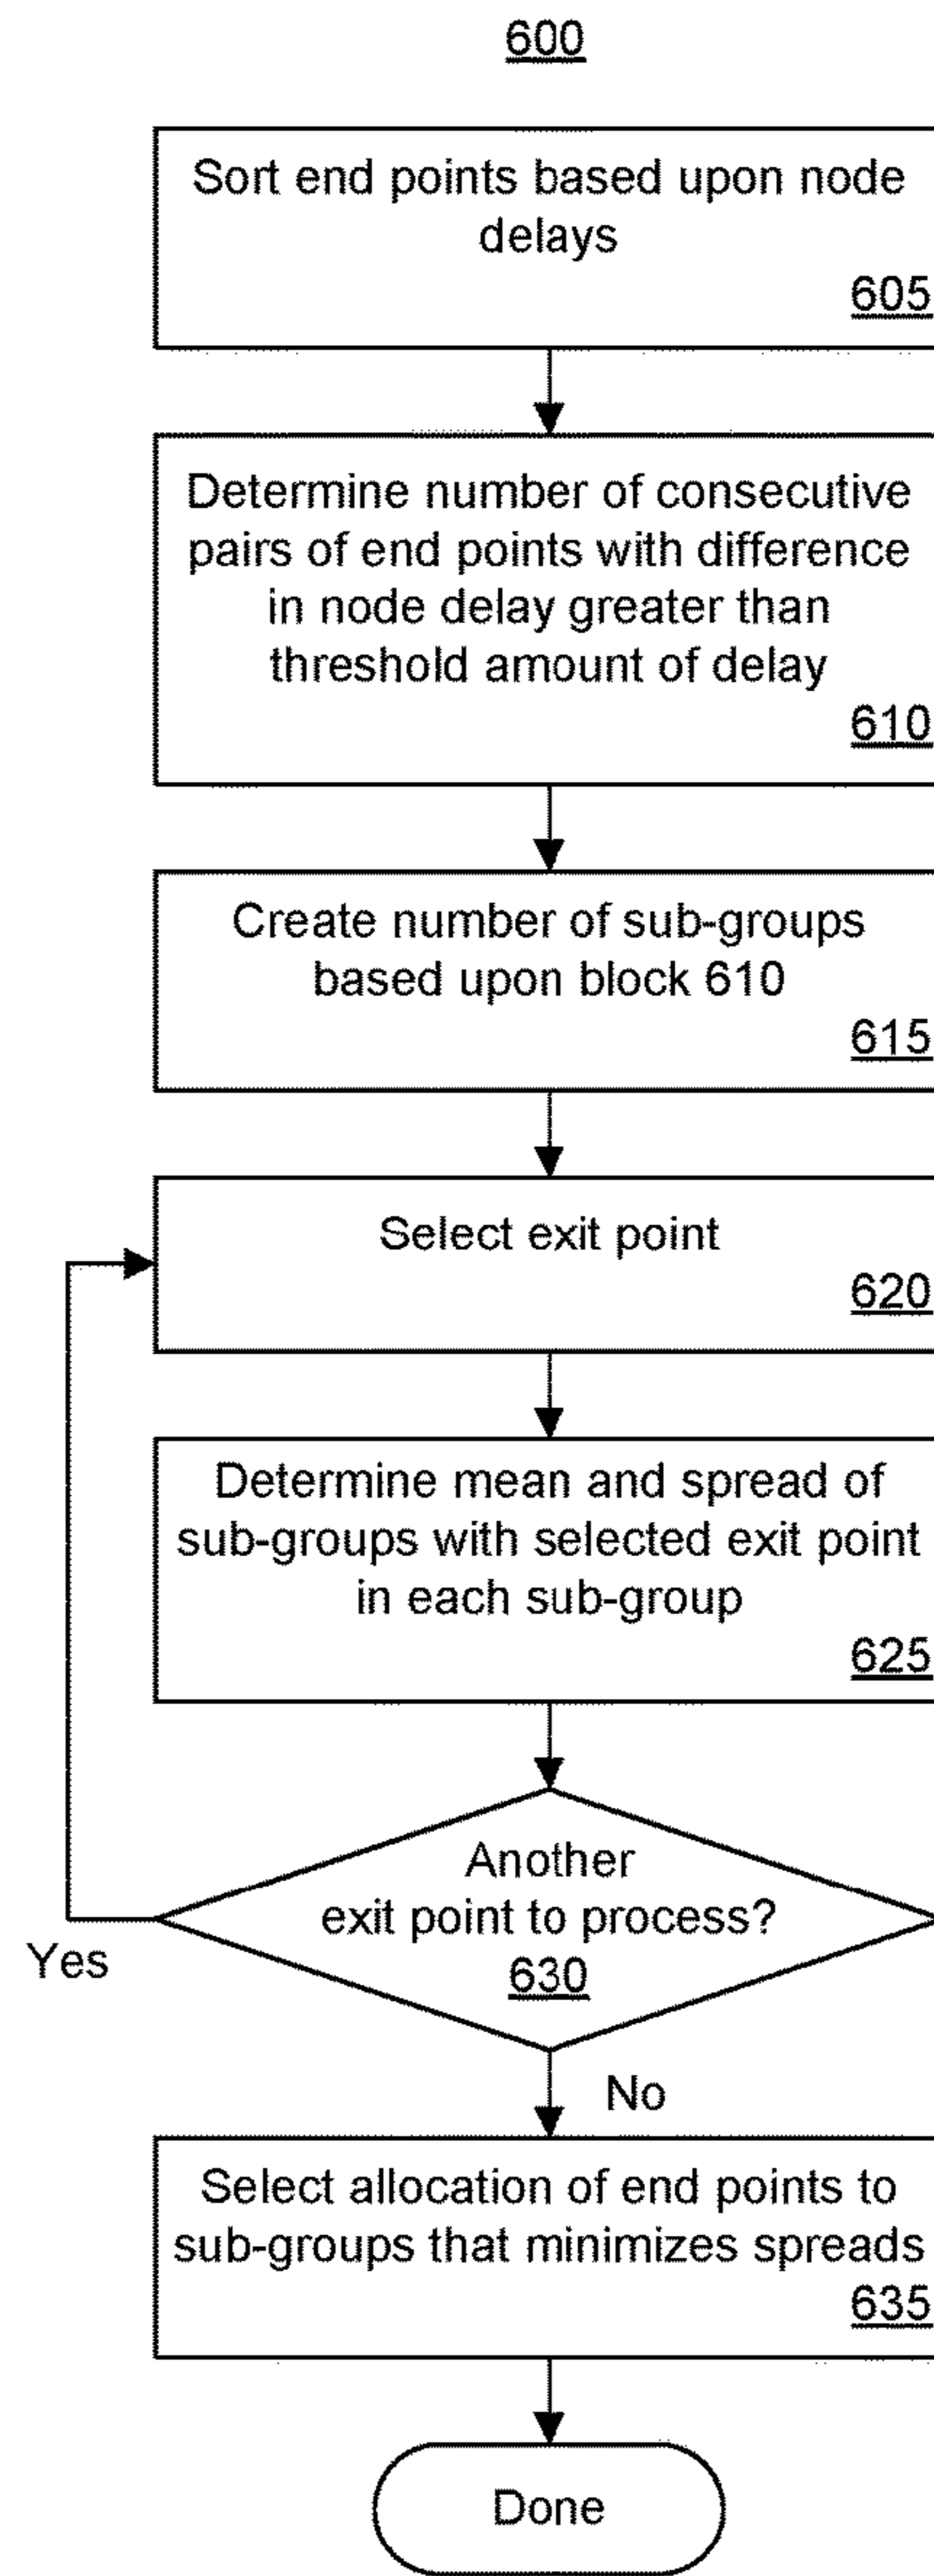 600
Sort end points based upon node
delays
605
Determine number of consecutive
pairs of end points with difference
in node delay greater than
threshold amount of delay
610
Create number of sub-groups
based upon block 610
615
Select exit point
620
Determine mean and spread of
sub-groups with selected exit point
in each sub-group
625
Another
exit point to process?
630
Yes
No
Select allocation of end points to
sub-groups that minimizes spreads
635
Done